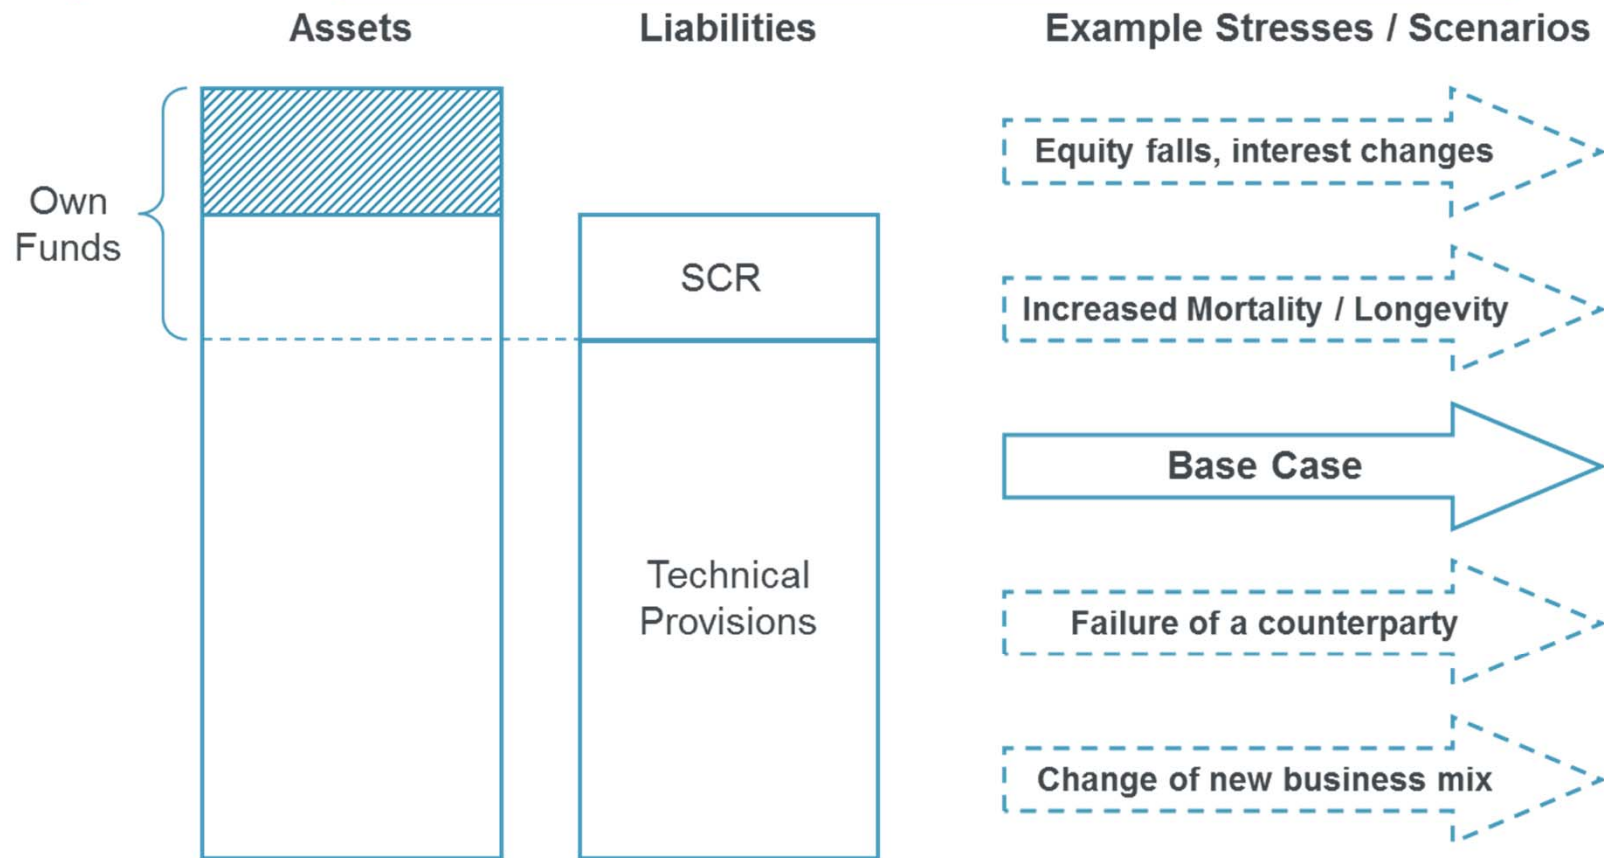 Assets
Liabilities
Example Stresses / Scenarios
Own
Funds
SCR
Technical
Provisions
Equity falls, interest changes
Increased Mortality / Longevity
Base Case
Failure of a counterparty
Change of new business mix